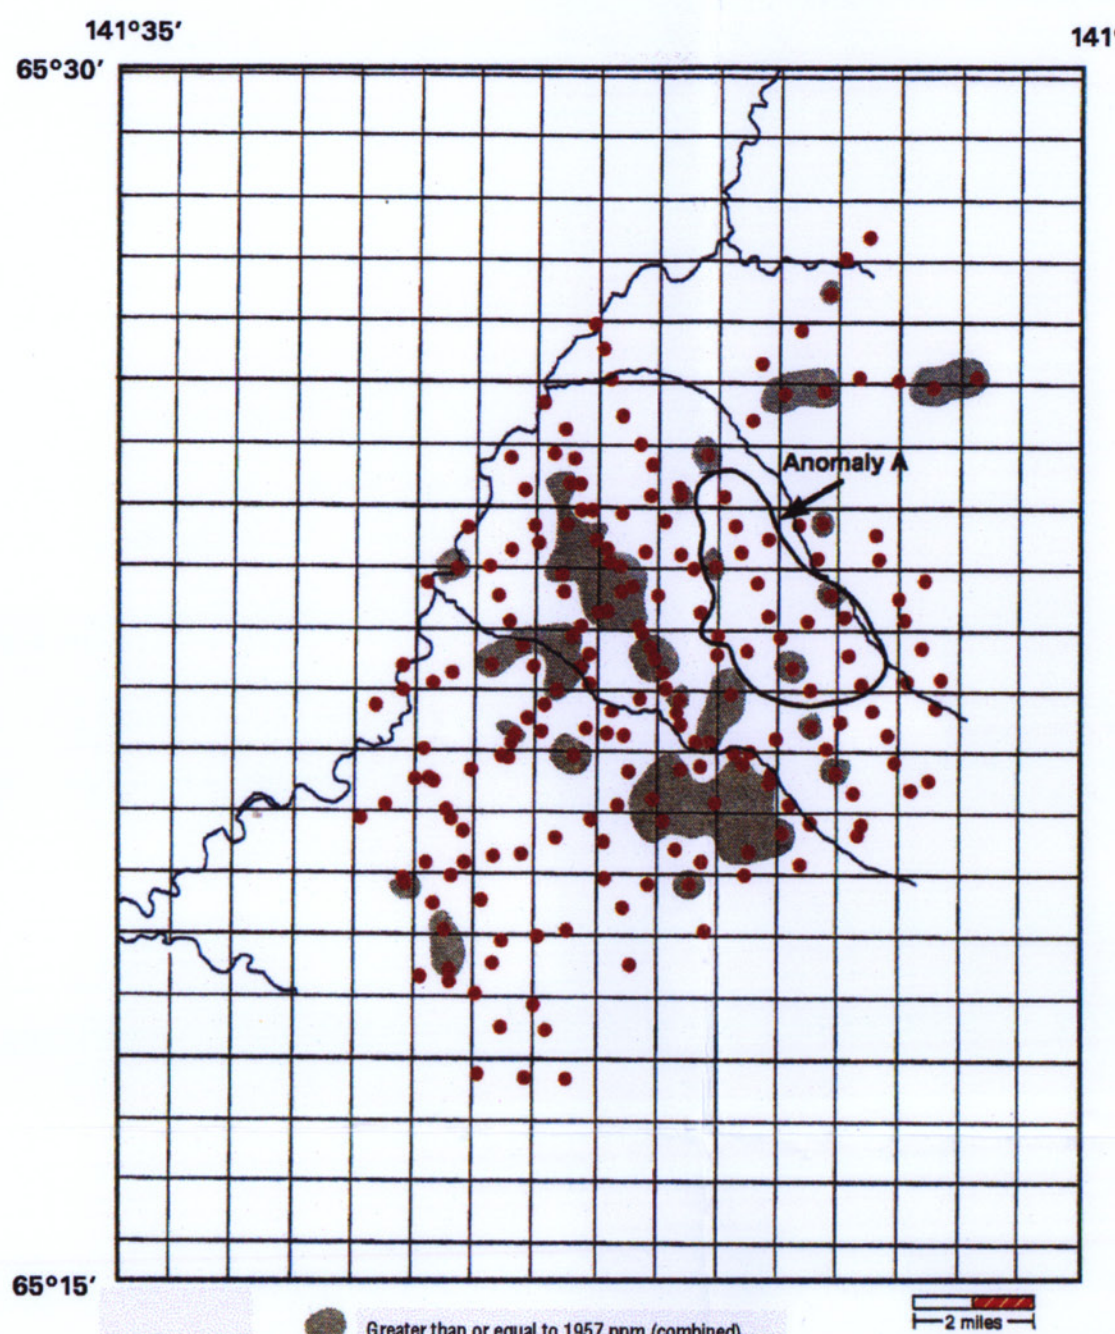 141°35′
141°
65°30′
Anomaly A
65°15′
Greater than or equal to 1957 ppm (combined)
2 miles